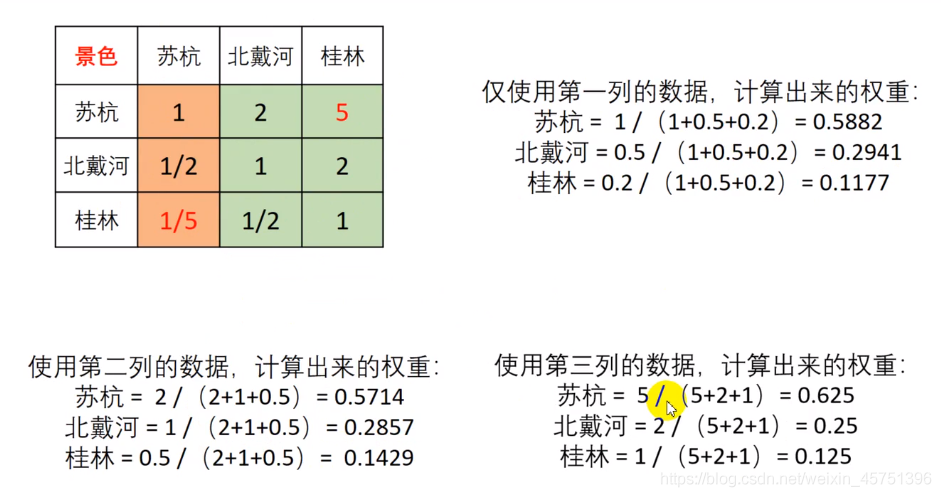 景色 苏杭 北戴河 桂林
苏杭 1 2 5
北戴河 1/2 1 2
桂林 1/5 1/2 1
仅使用第一列的数据，计算出来的权重：
苏杭 = 1 /（1+0.5+0.2）= 0.5882
北戴河 = 0.5 /（1+0.5+0.2）= 0.2941
桂林 = 0.2 /（1+0.5+0.2）= 0.1177
使用第二列的数据，计算出来的权重：
苏杭 = 2 /（2+1+0.5）= 0.5714
北戴河 = 1 /（2+1+0.5）= 0.2857
桂林 = 0.5 /（2+1+0.5）= 0.1429
使用第三列的数据，计算出来的权重：
苏杭 = 5 /（5+2+1）= 0.625
北戴河 = 2 /（5+2+1）= 0.25
桂林 = 1 /（5+2+1）= 0.125
https://blog.csdn.net/weixin_45751396